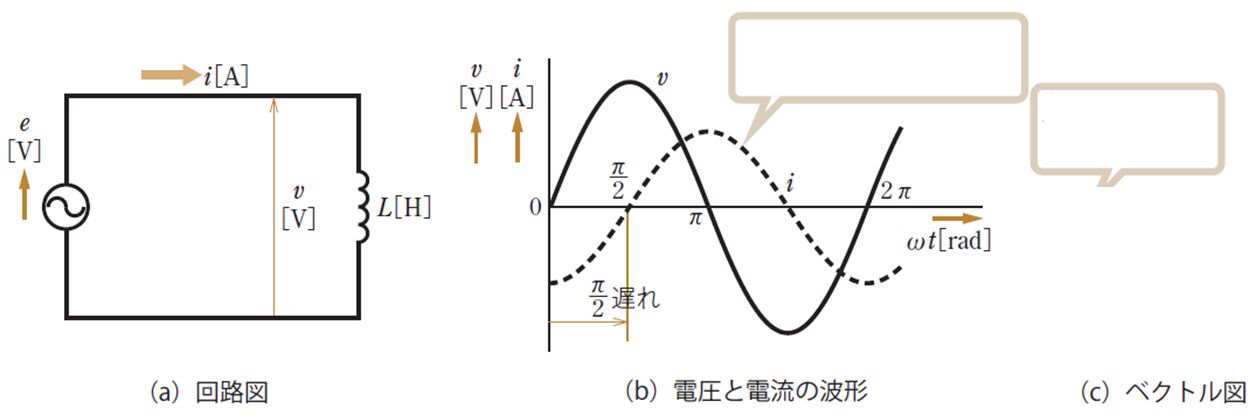 i[A]
e
[V]
v
[V]
L[H]
(a) 回路図
v i
[V] [A]
v
π/2
i
0
π
2π
ωt[rad]
π/2 遅れ
(b) 電圧と電流の波形
(c) ベクトル図